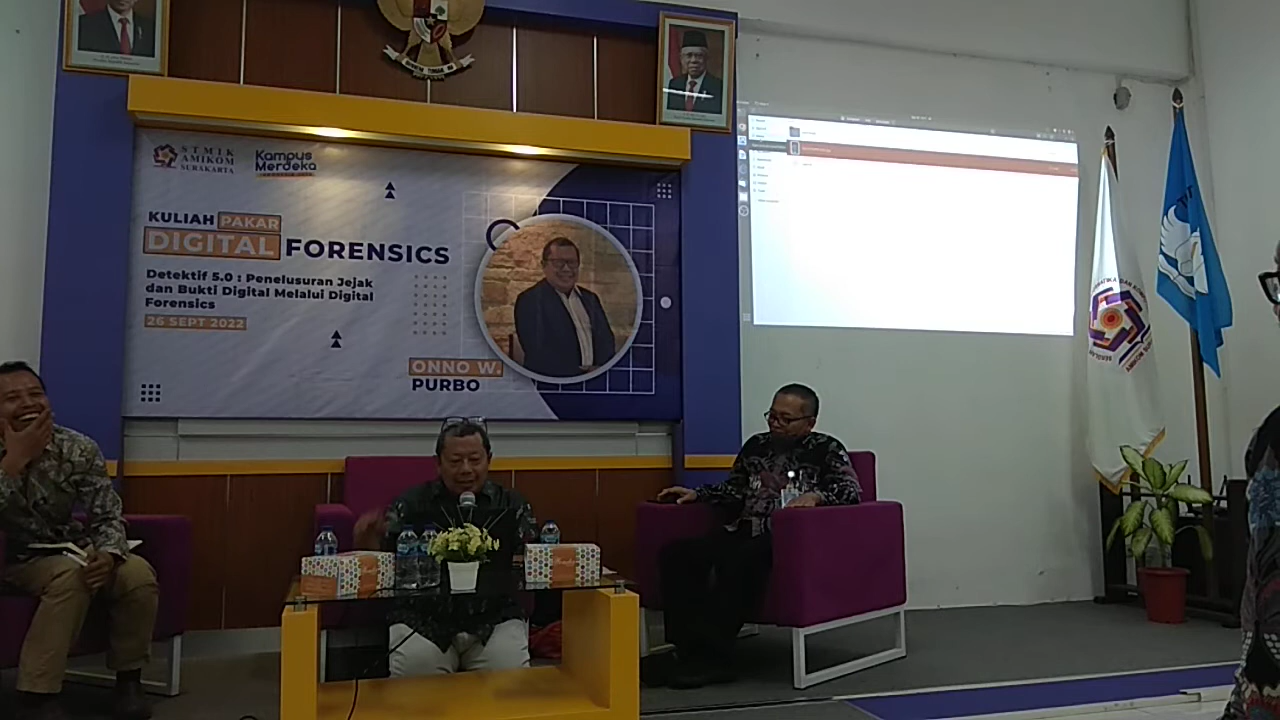 STMIK
AMIKOM
SURAKARTA
Kampus
Merdeka
KULIAH PAKAR
DIGITAL FORENSICS
Detektif 5.0 : Penelusuran Jejak
dan Bukti Digital Melalui Digital
Forensics
26 SEPT 2022
ONNO W.
PURBO